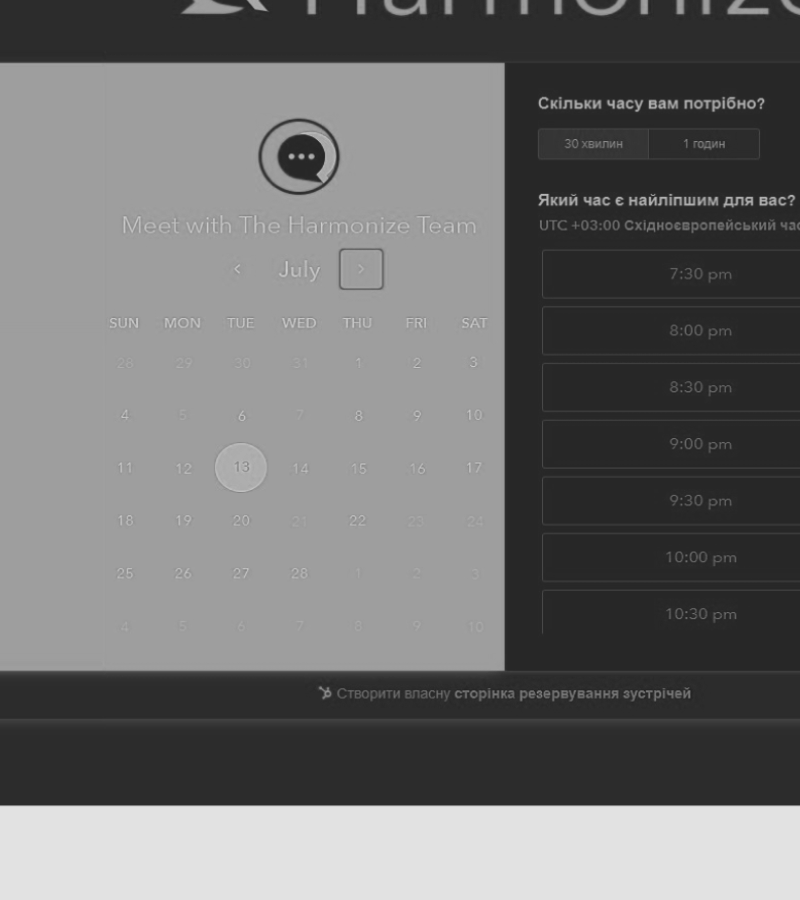 Harmonize
Meet with The Harmonize Team
July
SUN MON TUE WED THU FRI SAT
28 29 30 31 1 2 3
4 5 6 7 8 9 10
11 12 13 14 15 16 17
18 19 20 21 22 23 24
25 26 27 28 1 2 3
4 5 6 7 8 9 10
Скільки часу вам потрібно?
30 хвилин 1 годин
Який час є найліпшим для вас?
UTC +03:00 Східноєвропейський час
7:30 pm
8:00 pm
8:30 pm
9:00 pm
9:30 pm
10:00 pm
10:30 pm
Створити власну сторінка резервування зустрічей